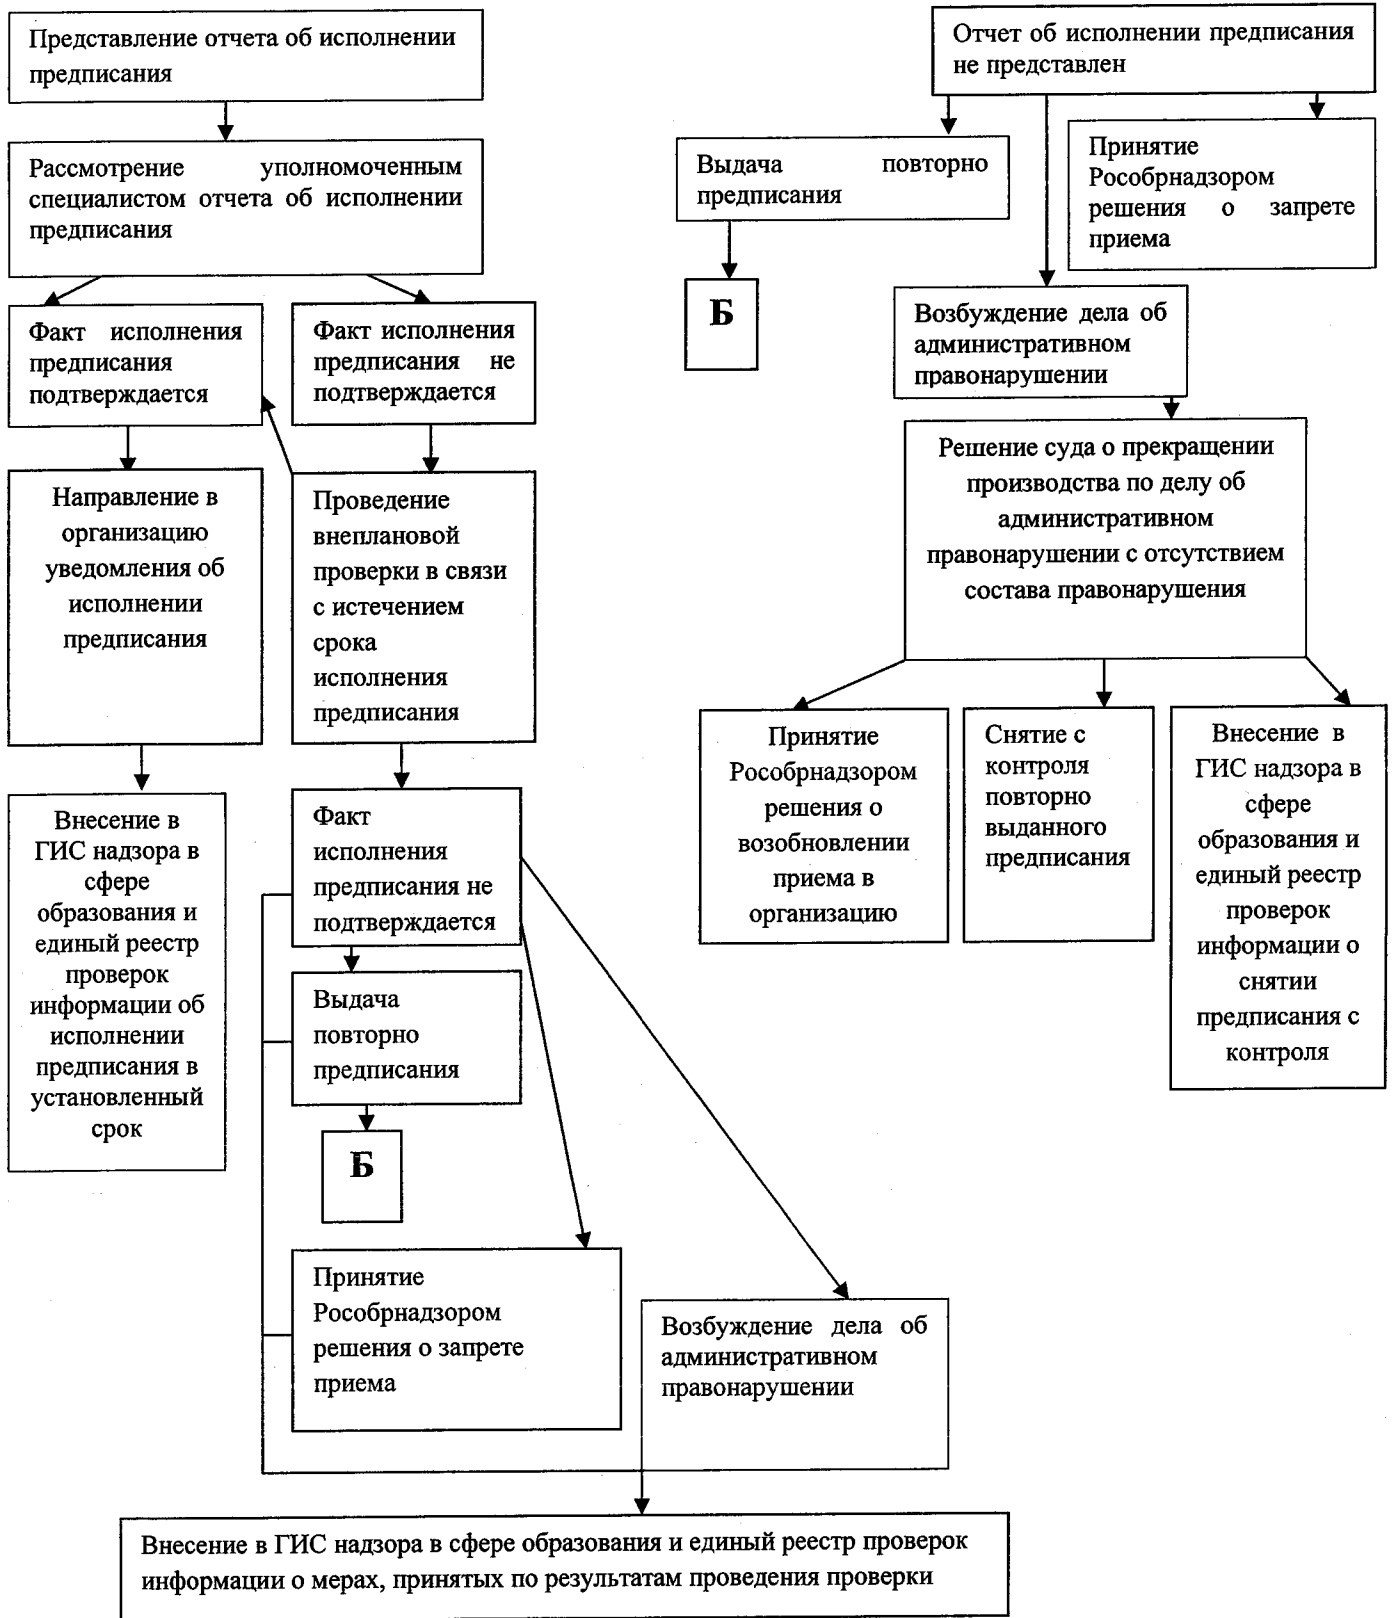 Представление отчета об исполнении
предписания
Рассмотрение уполномоченным
специалистом отчета об исполнении
предписания
Факт исполнения
предписания
подтверждается
Факт исполнения
предписания не
подтверждается
Направление в
организацию
уведомления об
исполнении
предписания
Проведение
внеплановой
проверки в связи
с истечением
срока
исполнения
предписания
Внесение в
ГИС надзора в
сфере
образования и
единый реестр
проверок
информации об
исполнении
предписания в
установленный
срок
Факт
исполнения
предписания не
подтверждается
Выдача
повторно
предписания
Б
Принятие
Рособрнадзором
решения о запрете
приема
Возбуждение дела об
административном
правонарушении
Внесение в ГИС надзора в сфере образования и единый реестр проверок
информации о мерах, принятых по результатам проведения проверки
Отчет об исполнении предписания
не представлен
Выдача повторно
предписания
Б
Принятие
Рособрнадзором
решения о запрете
приема
Возбуждение дела об
административном
правонарушении
Решение суда о прекращении
производства по делу об
административном
правонарушении с отсутствием
состава правонарушения
Принятие
Рособрнадзором
решения о
возобновлении
приема в
организацию
Снятие с
контроля
повторно
выданного
предписания
Внесение в
ГИС надзора в
сфере
образования и
единый реестр
проверок
информации о
снятии
предписания с
контроля